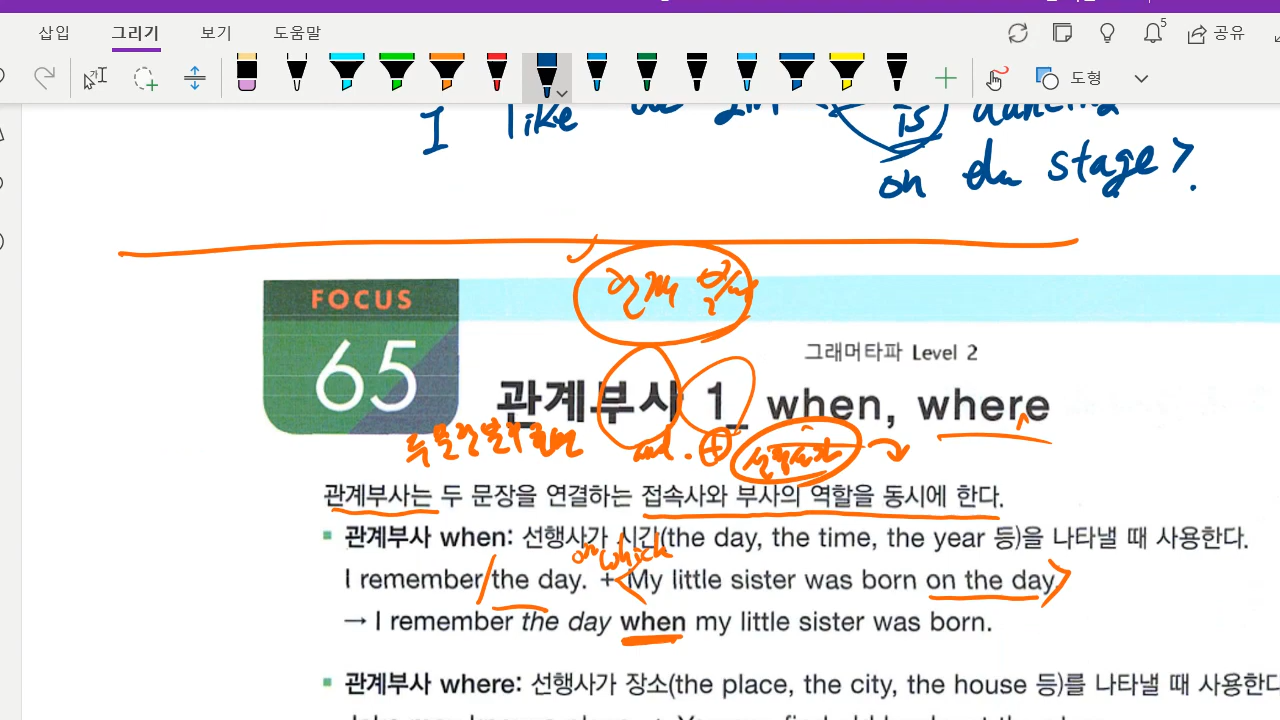 삽입 그리기 보기 도움말
5 공유
도형
I like is dancing
on the stage>.
FOCUS
65
그래머타파 Level 2
관계부사 1 when, where
관계부사는 두 문장을 연결하는 접속사와 부사의 역할을 동시에 한다.
관계부사 when: 선행사가 시간(the day, the time, the year 등)을 나타낼 때 사용한다.
on which
I remember the day. + My little sister was born on the day.
→ I remember the day when my little sister was born.
관계부사 where: 선행사가 장소(the place, the city, the house 등)를 나타낼 때 사용한다